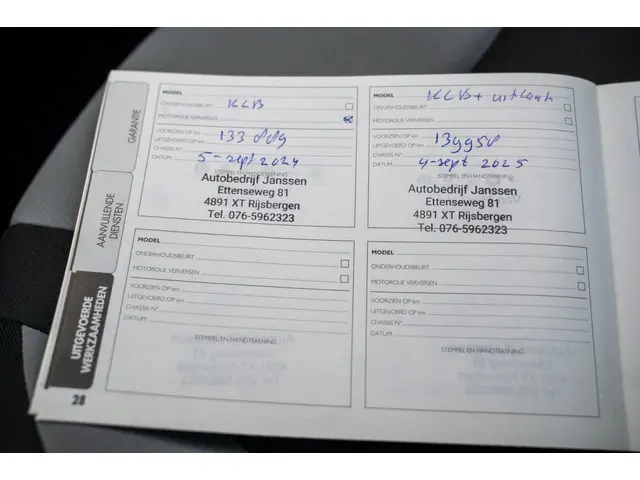 GARANTIE
AANVULLENDE
DIENSTEN
UITGEVOERDE
WERKZAAMHEDEN
28
MODEL
ONDERHOUDSBEURT KLB
MOTOROLIE VERVERSEN
VOORZIEN OP km
UITGEVOERD OP km
CHASSIS N°
DATUM 5-sept 2024
STEMPEL EN HANDTEKENING
Autobedrijf Janssen
Ettenseweg 81
4891 XT Rijsbergen
Tel. 076-5962323
MODEL KLB+ uitlaat
ONDERHOUDSBEURT
MOTOROLIE VERVERSEN
VOORZIEN OP km
UITGEVOERD OP km 139950
CHASSIS N°
DATUM 4-sept 2025
STEMPEL EN HANDTEKENING
Autobedrijf Janssen
Ettenseweg 81
4891 XT Rijsbergen
Tel. 076-5962323
MODEL
ONDERHOUDSBEURT
MOTOROLIE VERVERSEN
VOORZIEN OP km
UITGEVOERD OP km
CHASSIS N°
DATUM
STEMPEL EN HANDTEKENING
MODEL
ONDERHOUDSBEURT
MOTOROLIE VERVERSEN
VOORZIEN OP km
UITGEVOERD OP km
CHASSIS N°
DATUM
STEMPEL EN HANDTEKENING